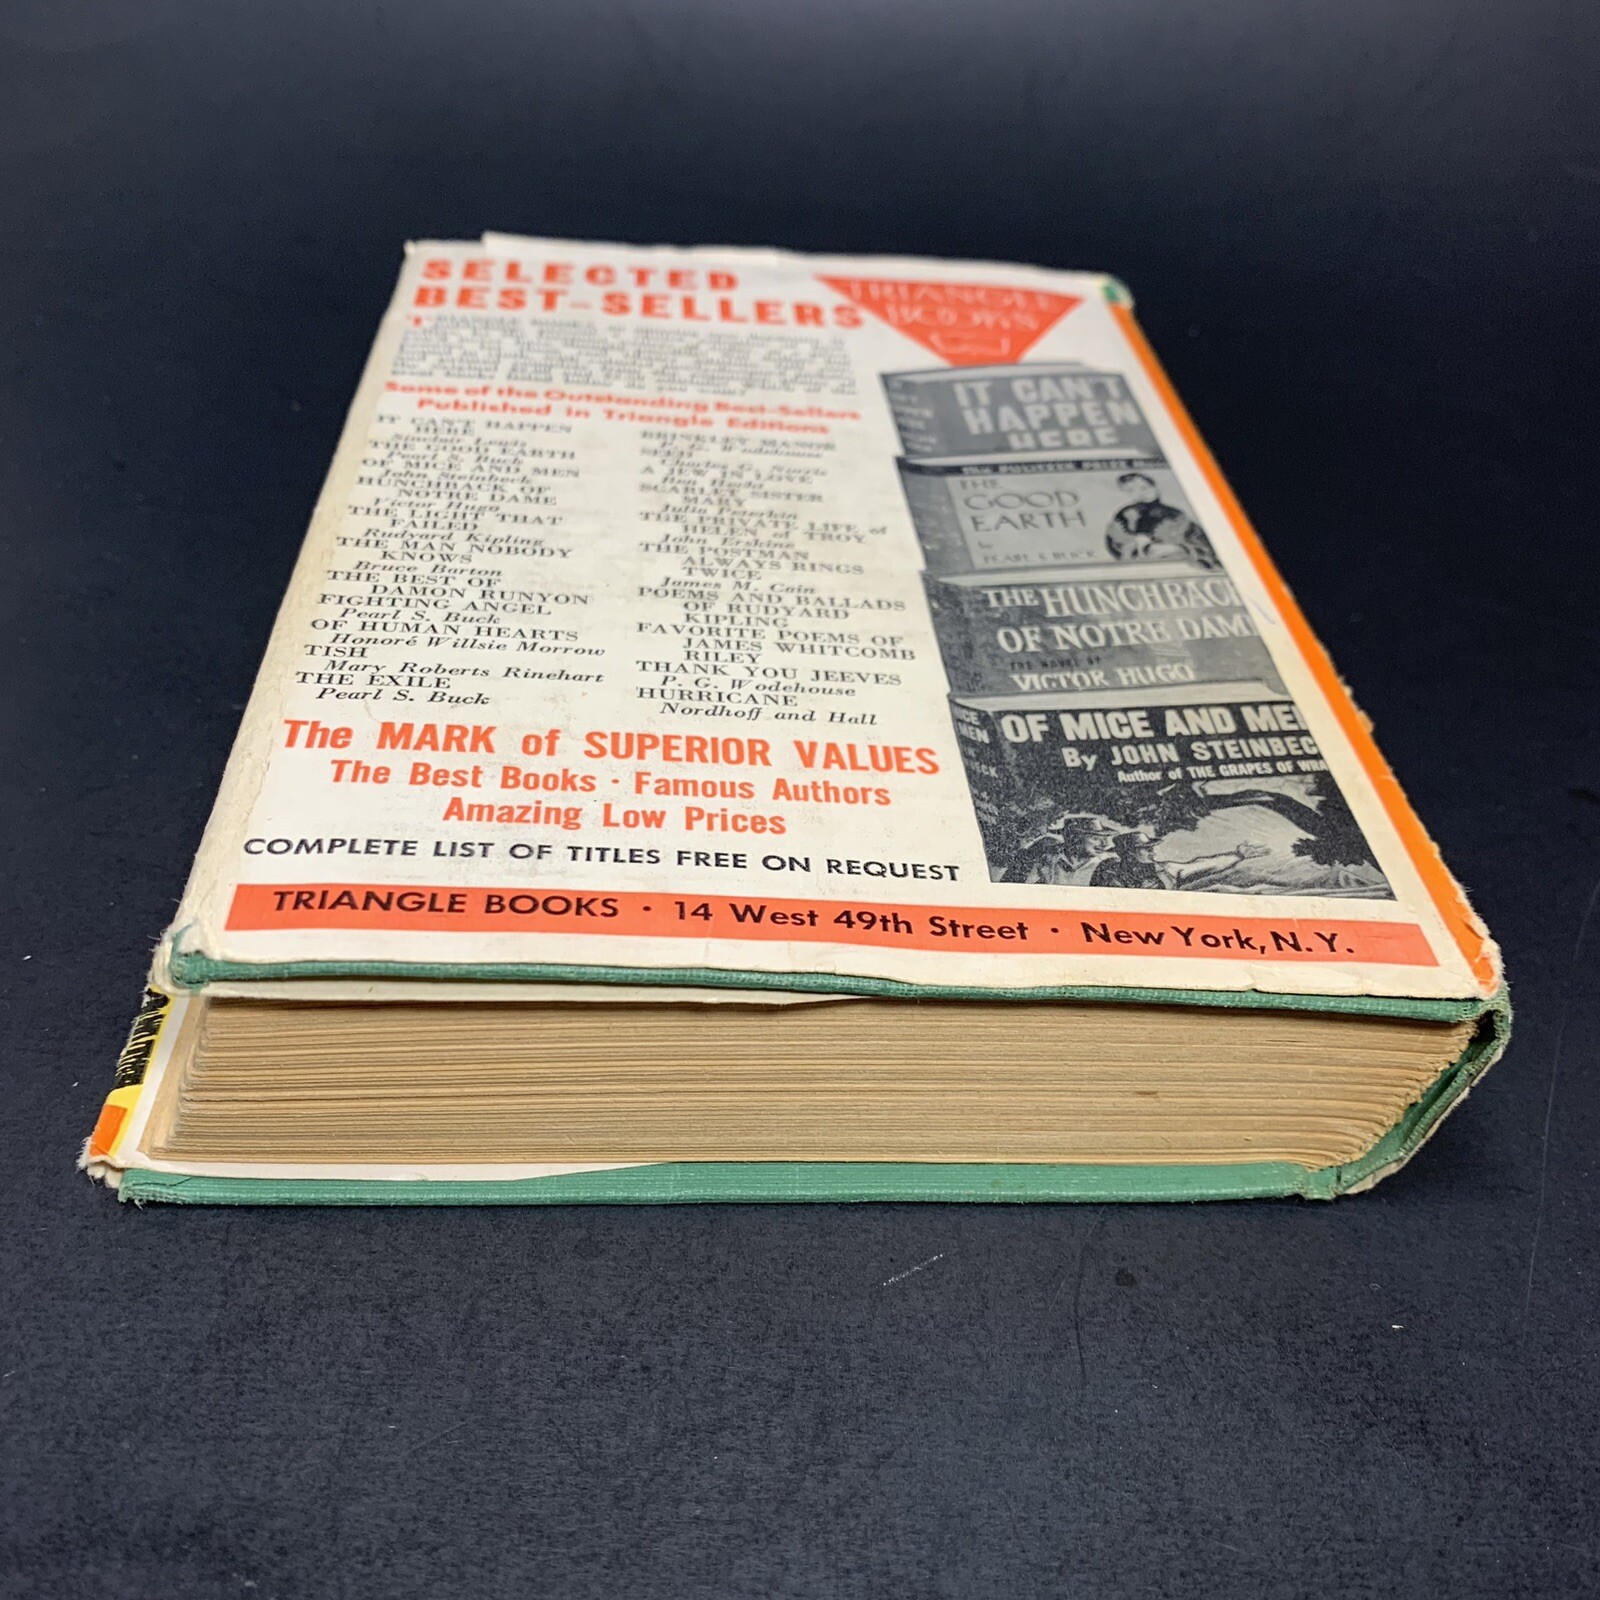 SELECTED
BEST-SELLERS
TRIANGLE
BOOKS
Some of the Outstanding Best-Sellers
Published in Triangle Editions
IT CAN'T HAPPEN
HERE
Sinclair Lewis
THE GOOD EARTH
Pearl S. Buck
OF MICE AND MEN
John Steinbeck
HUNCHBACK OF
NOTRE DAME
Victor Hugo
THE LIGHT THAT
FAILED
Rudyard Kipling
THE MAN NOBODY
KNOWS
Bruce Barton
THE BEST OF
DAMON RUNYON
FIGHTING ANGEL
Pearl S. Buck
OF HUMAN HEARTS
Honoré Willsie Morrow
TISH
Mary Roberts Rinehart
THE EXILE
Pearl S. Buck
P. G. Wodehouse
SEED
Charles G. Norris
A JEW IN LOVE
Ben Hecht
SCARLET SISTER
MARY
Julia Peterkin
THE PRIVATE LIFE of
HELEN of TROY
John Erskine
THE POSTMAN
ALWAYS RINGS
TWICE
James M. Cain
POEMS AND BALLADS
OF RUDYARD
KIPLING
FAVORITE POEMS OF
JAMES WHITCOMB
RILEY
THANK YOU JEEVES
P. G. Wodehouse
HURRICANE
Nordhoff and Hall
IT CAN'T
HAPPEN
HERE
THE
GOOD
EARTH
by
PEARL S. BUCK
THE HUNCHBACK
OF NOTRE DAME
THE NOVEL BY
VICTOR HUGO
OF MICE AND MEN
By JOHN STEINBECK
Author of THE GRAPES OF WRA
The MARK of SUPERIOR VALUES
The Best Books · Famous Authors
Amazing Low Prices
COMPLETE LIST OF TITLES FREE ON REQUEST
TRIANGLE BOOKS · 14 West 49th Street · New York, N.Y.